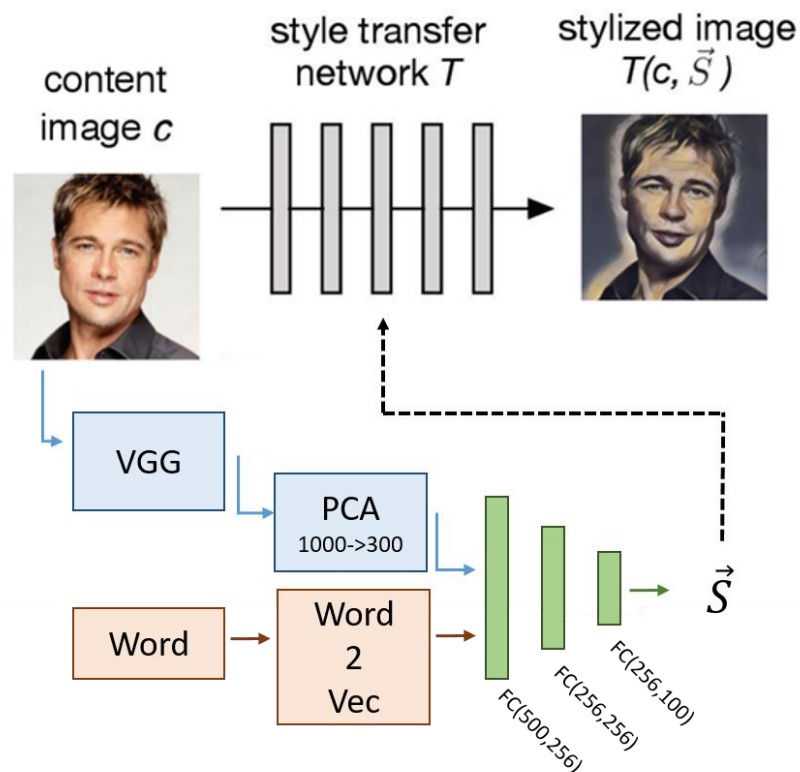 content
image c
style transfer
network T
stylized image
T(c, S⃗ )
VGG
PCA
1000->300
Word
Word
2
Vec
FC(500,256)
FC(256,256)
FC(256,100)
S⃗